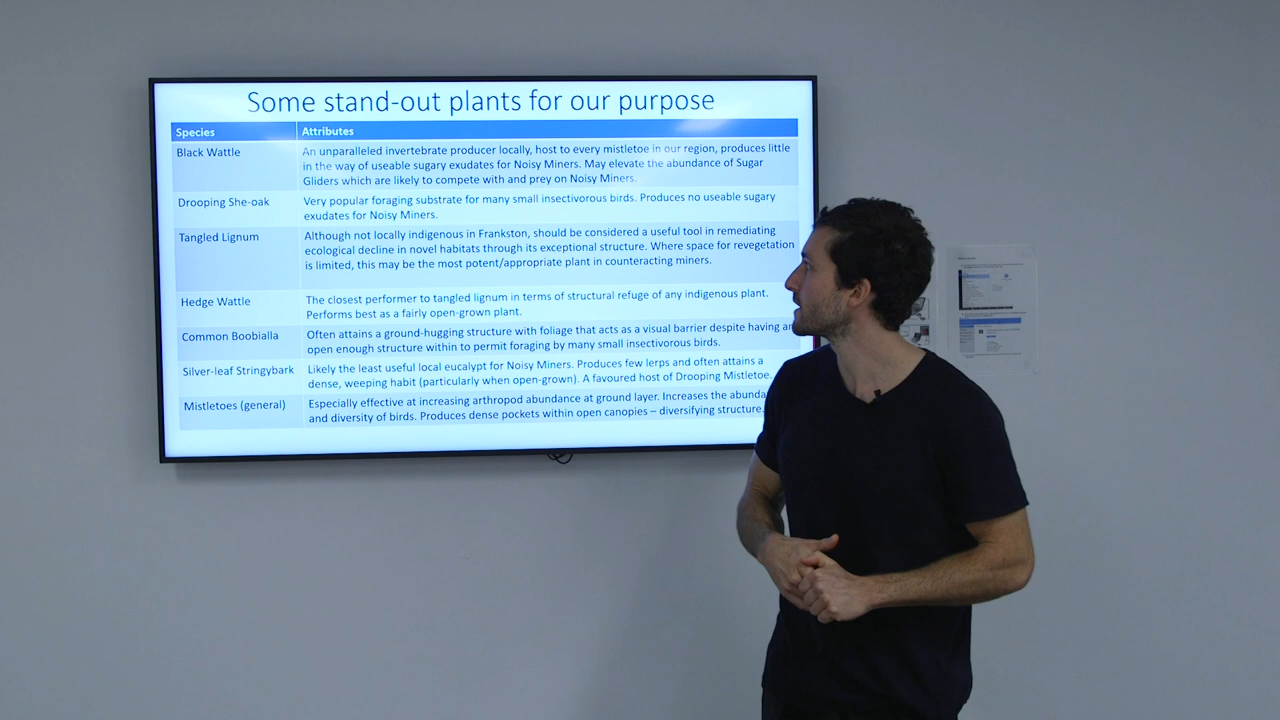 Some stand-out plants for our purpose
Species Attributes
Black Wattle An unparalleled invertebrate producer locally, host to every mistletoe in our region, produces little
in the way of useable sugary exudates for Noisy Miners. May elevate the abundance of Sugar
Gliders which are likely to compete with and prey on Noisy Miners.
Drooping She-oak Very popular foraging substrate for many small insectivorous birds. Produces no useable sugary
exudates for Noisy Miners.
Tangled Lignum Although not locally indigenous in Frankston, should be considered a useful tool in remediating
ecological decline in novel habitats through its exceptional structure. Where space for revegetation
is limited, this may be the most potent/appropriate plant in counteracting miners.
Hedge Wattle The closest performer to tangled lignum in terms of structural refuge of any indigenous plant.
Performs best as a fairly open-grown plant.
Common Boobialla Often attains a ground-hugging structure with foliage that acts as a visual barrier despite having
open enough structure within to permit foraging by many small insectivorous birds.
Silver-leaf Stringybark Likely the least useful local eucalypt for Noisy Miners. Produces few lerps and often attains a
dense, weeping habit (particularly when open-grown). A favoured host of Drooping Mistletoe.
Mistletoes (general) Especially effective at increasing arthropod abundance at ground layer. Increases the
and diversity of birds. Produces dense pockets within open canopies – diversifying structure.